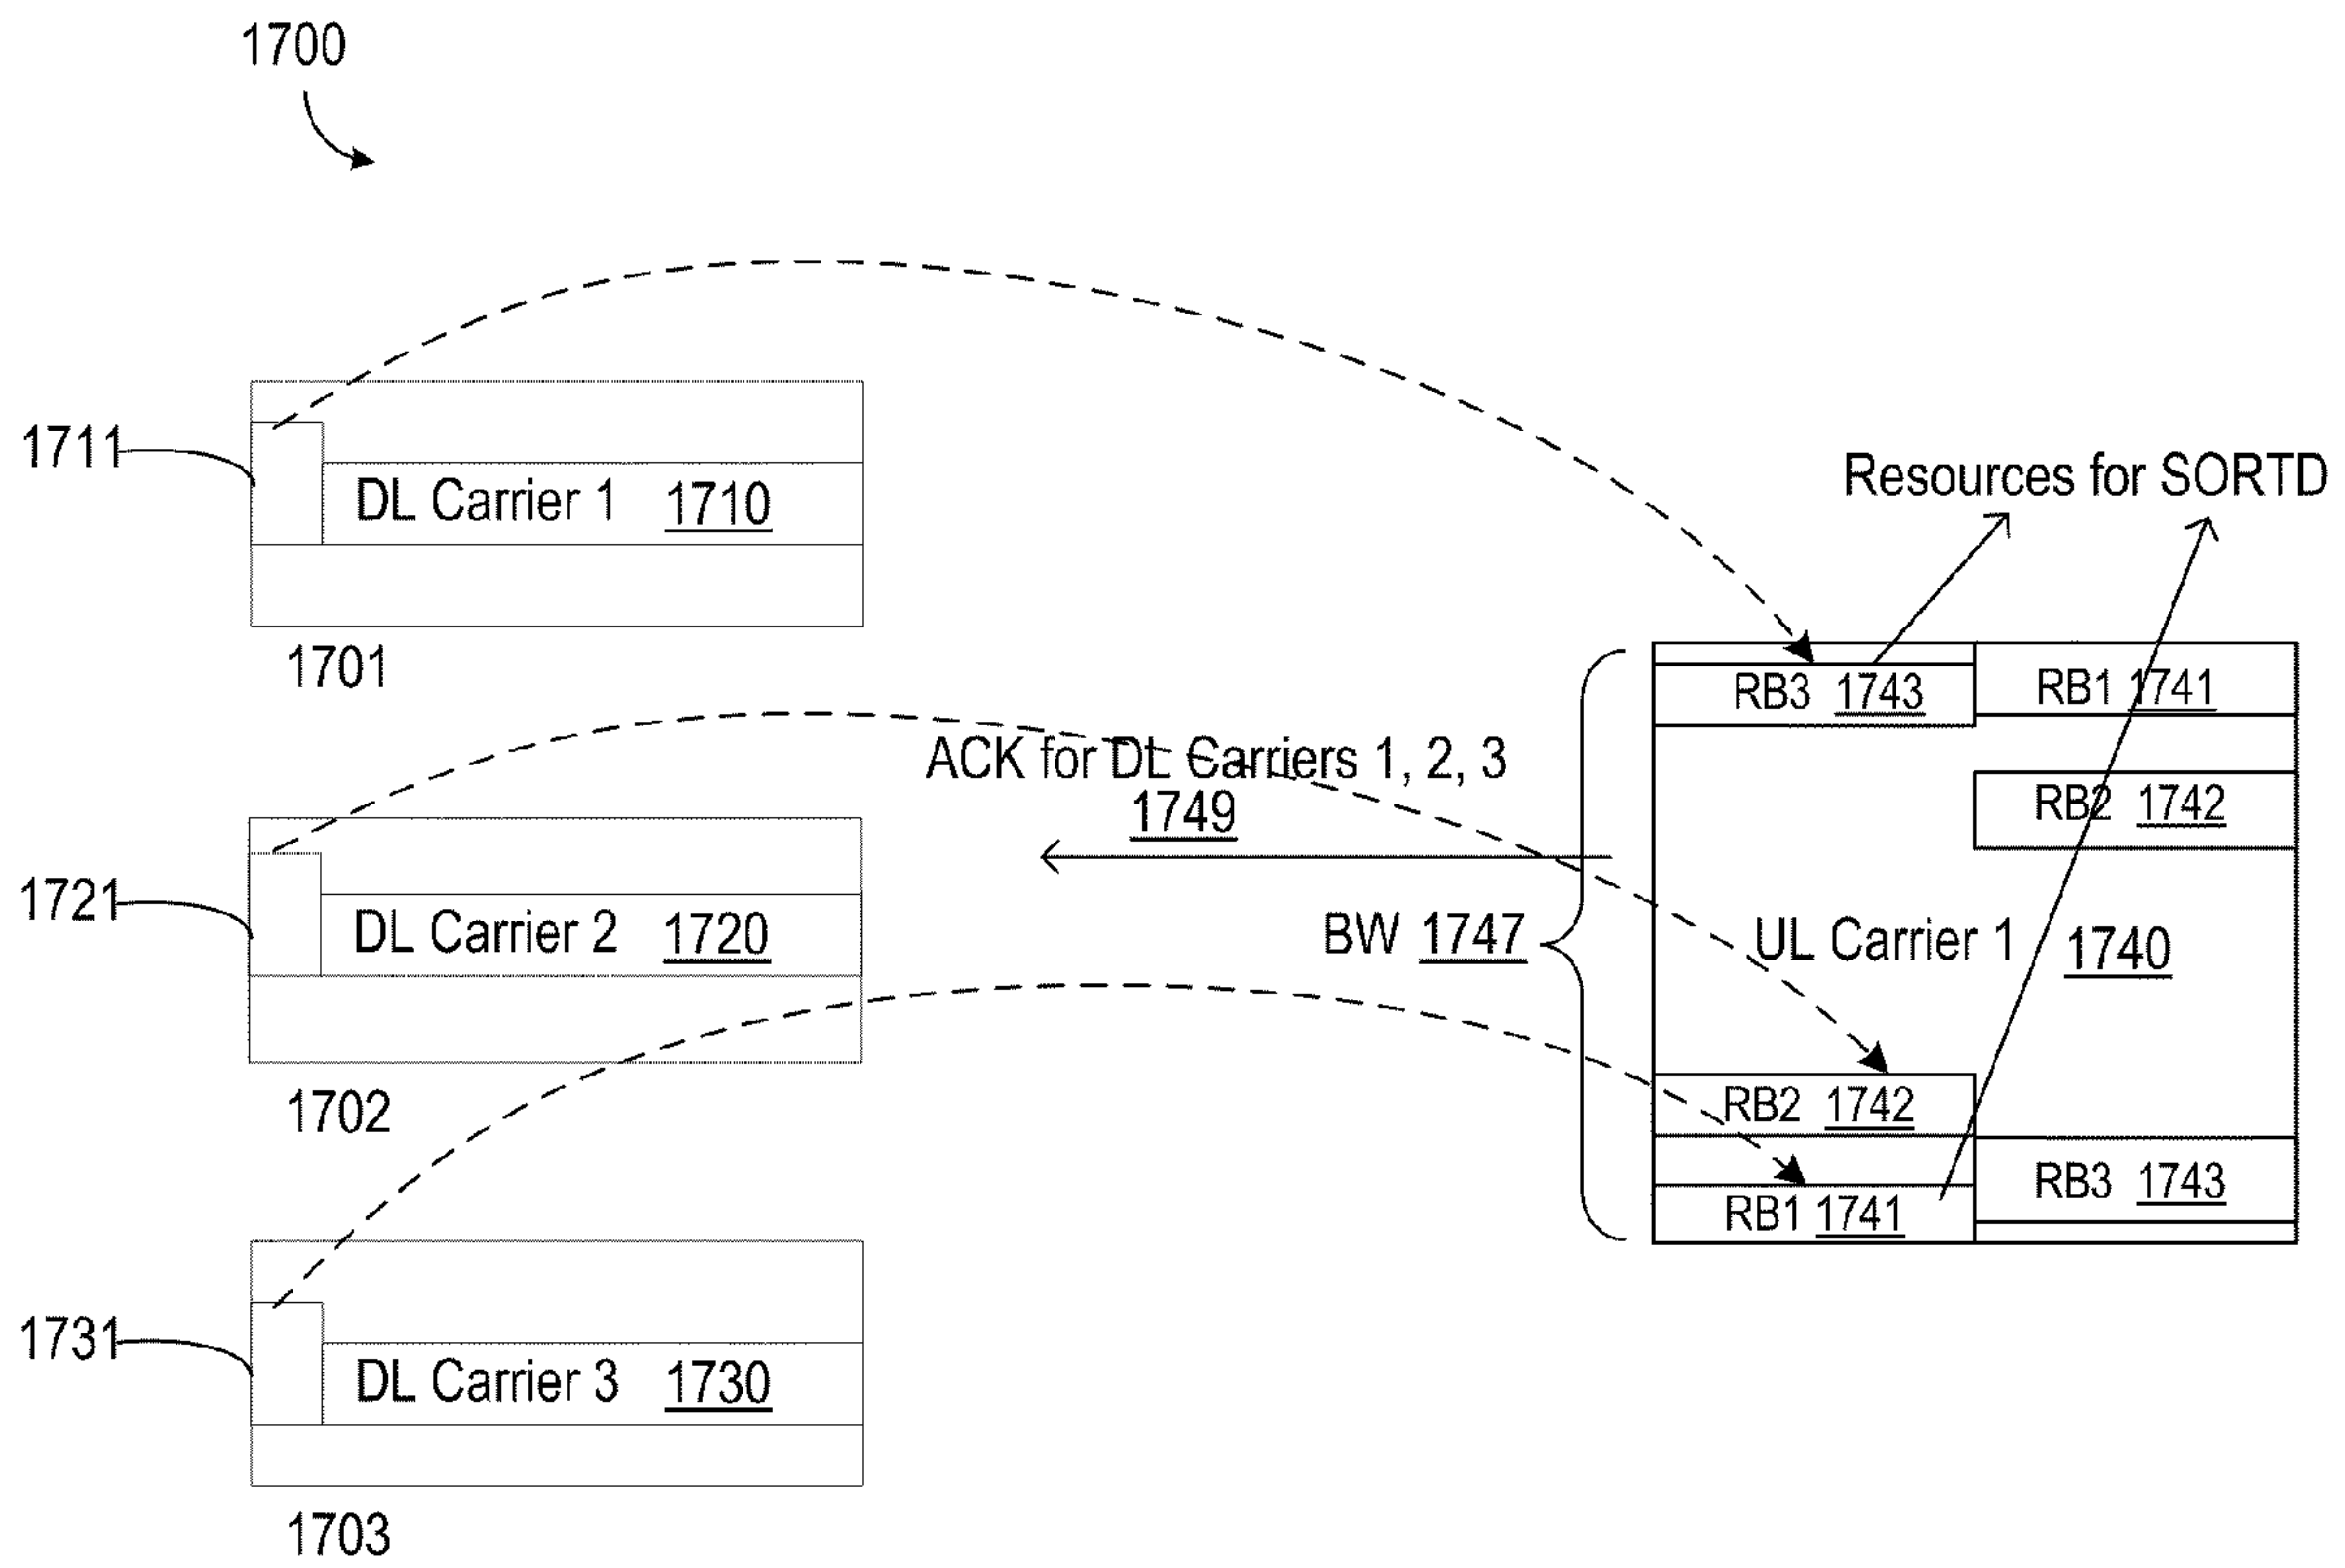 1700
1711
DL Carrier 1 1710
1701
Resources for SORTD
RB3 1743
RB1 1741
ACK for DL Carriers 1, 2, 3
1749
RB2 1742
1721
DL Carrier 2 1720
BW 1747
UL Carrier 1 1740
1702
RB2 1742
RB3 1743
RB1 1741
1731
DL Carrier 3 1730
1703